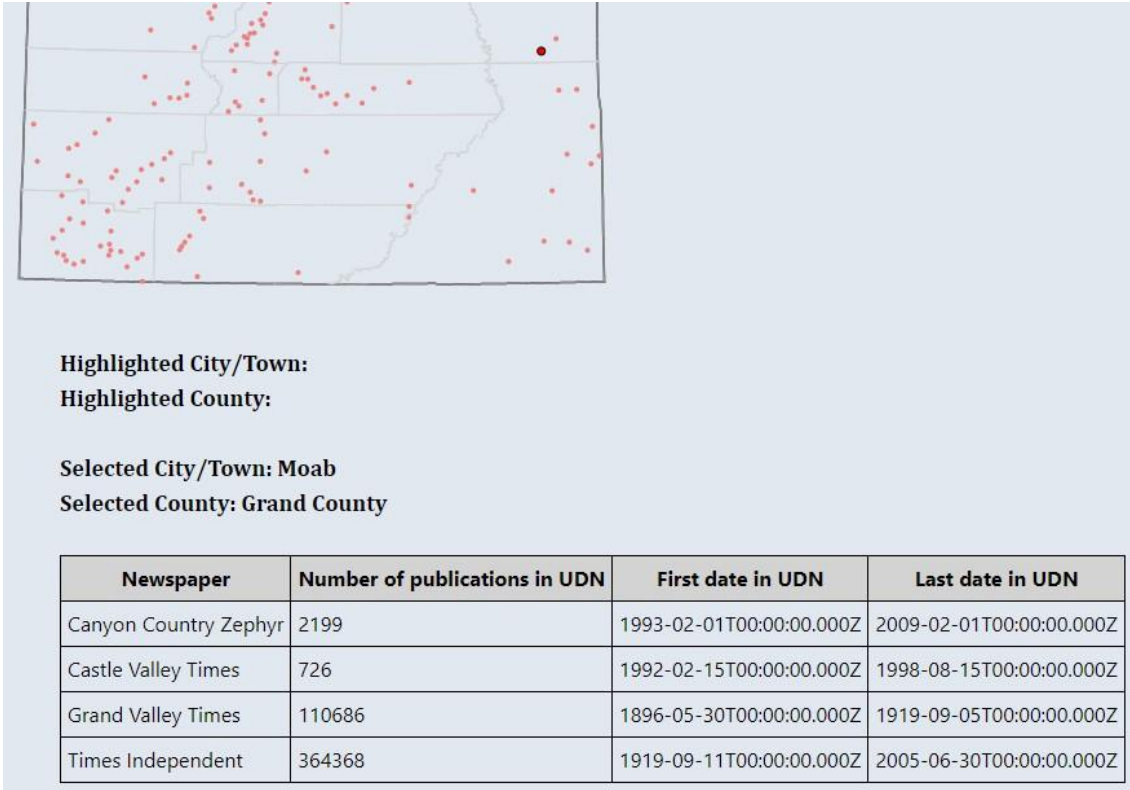 Highlighted City/Town:
Highlighted County:
Selected City/Town: Moab
Selected County: Grand County
Newspaper Number of publications in UDN First date in UDN Last date in UDN
Canyon Country Zephyr 2199 1993-02-01T00:00:00.000Z 2009-02-01T00:00:00.000Z
Castle Valley Times 726 1992-02-15T00:00:00.000Z 1998-08-15T00:00:00.000Z
Grand Valley Times 110686 1896-05-30T00:00:00.000Z 1919-09-05T00:00:00.000Z
Times Independent 364368 1919-09-11T00:00:00.000Z 2005-06-30T00:00:00.000Z